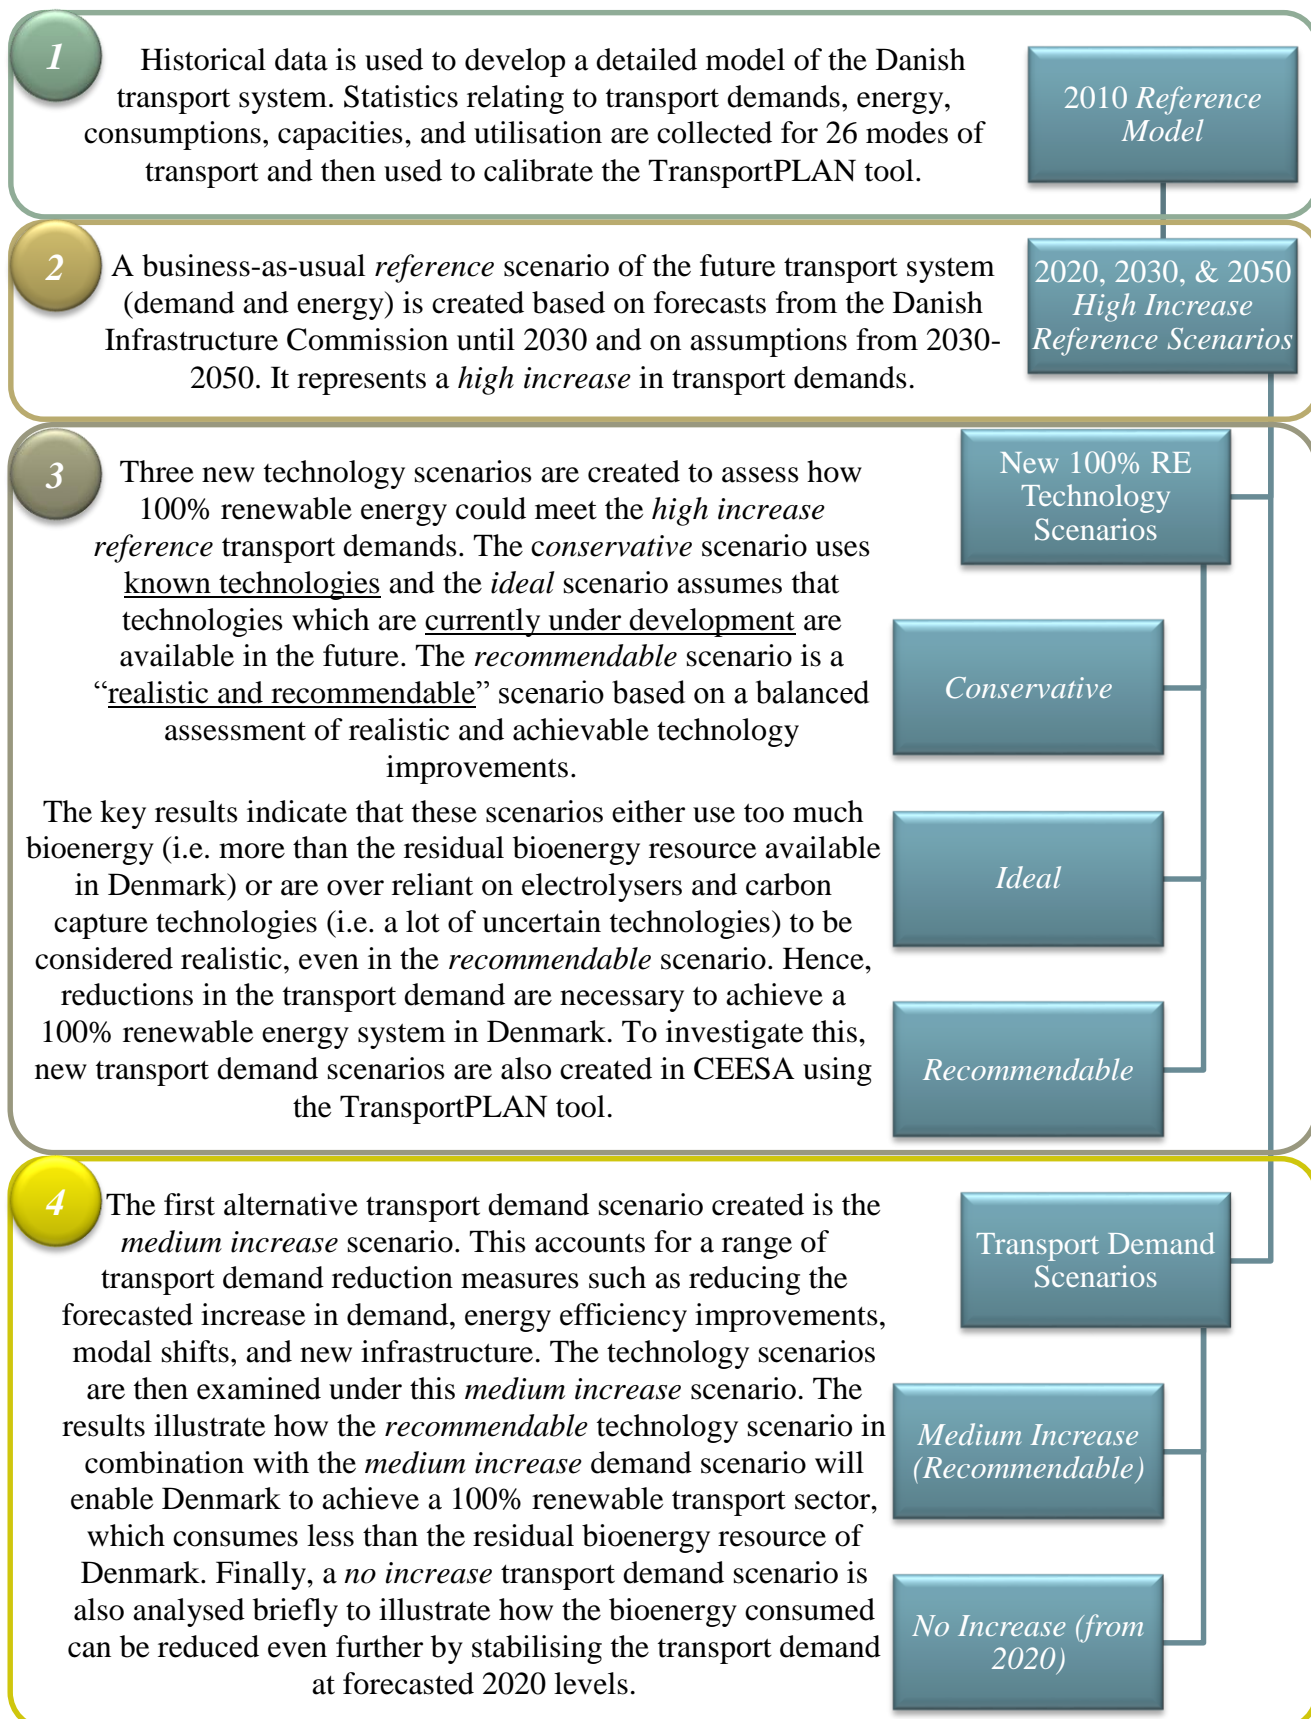 1
Historical data is used to develop a detailed model of the Danish
transport system. Statistics relating to transport demands, energy,
consumptions, capacities, and utilisation are collected for 26 modes of
transport and then used to calibrate the TransportPLAN tool.
2010 Reference
Model
2
A business-as-usual reference scenario of the future transport system
(demand and energy) is created based on forecasts from the Danish
Infrastructure Commission until 2030 and on assumptions from 2030-
2050. It represents a high increase in transport demands.
2020, 2030, & 2050
High Increase
Reference Scenarios
3
Three new technology scenarios are created to assess how
100% renewable energy could meet the high increase
reference transport demands. The conservative scenario uses
known technologies and the ideal scenario assumes that
technologies which are currently under development are
available in the future. The recommendable scenario is a
“realistic and recommendable” scenario based on a balanced
assessment of realistic and achievable technology
improvements.
The key results indicate that these scenarios either use too much
bioenergy (i.e. more than the residual bioenergy resource available
in Denmark) or are over reliant on electrolysers and carbon
capture technologies (i.e. a lot of uncertain technologies) to be
considered realistic, even in the recommendable scenario. Hence,
reductions in the transport demand are necessary to achieve a
100% renewable energy system in Denmark. To investigate this,
new transport demand scenarios are also created in CEESA using
the TransportPLAN tool.
New 100% RE
Technology
Scenarios
Conservative
Ideal
Recommendable
4
The first alternative transport demand scenario created is the
medium increase scenario. This accounts for a range of
transport demand reduction measures such as reducing the
forecasted increase in demand, energy efficiency improvements,
modal shifts, and new infrastructure. The technology scenarios
are then examined under this medium increase scenario. The
results illustrate how the recommendable technology scenario in
combination with the medium increase demand scenario will
enable Denmark to achieve a 100% renewable transport sector,
which consumes less than the residual bioenergy resource of
Denmark. Finally, a no increase transport demand scenario is
also analysed briefly to illustrate how the bioenergy consumed
can be reduced even further by stabilising the transport demand
at forecasted 2020 levels.
Transport Demand
Scenarios
Medium Increase
(Recommendable)
No Increase (from
2020)